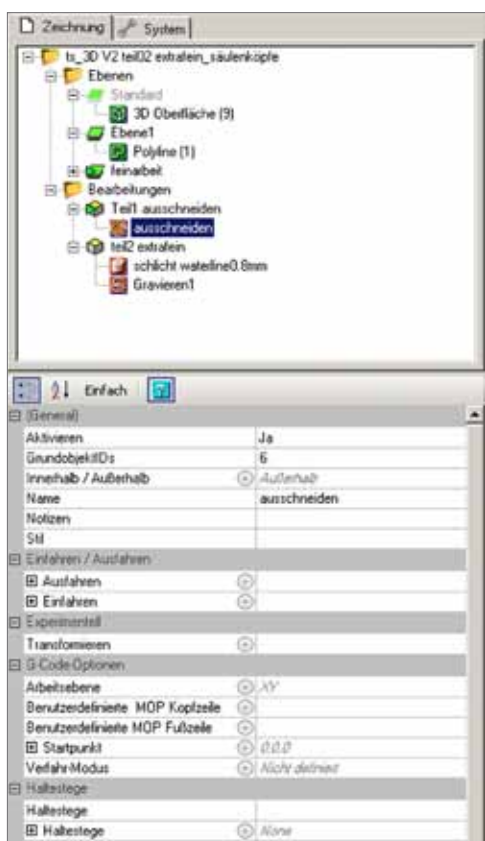 Zeichnung System
ts_3D V2 teil02 extrafein_säulenköpfe
Ebenen
Standard
3D Oberfläche (9)
Ebene1
Polyline (1)
feinarbeit
Bearbeitungen
Teil1 ausschneiden
ausschneiden
teil2 extrafein
schlicht waterline0.8mm
Gravieren1
Einfach
(General)
Aktivieren Ja
GrundobjektIDs 6
Innerhalb / Außerhalb Außerhalb
Name ausschneiden
Notizen
Stil
Einfahren / Ausfahren
Ausfahren
Einfahren
Experimentell
Transformieren
G-Code-Optionen
Arbeitsebene XY
Benutzerdefinierte MOP Kopfzeile
Benutzerdefinierte MOP Fußzeile
Startpunkt 0,0,0
Verfahr-Modus Nicht definiert
Haltestege
Haltestege
Haltestege None